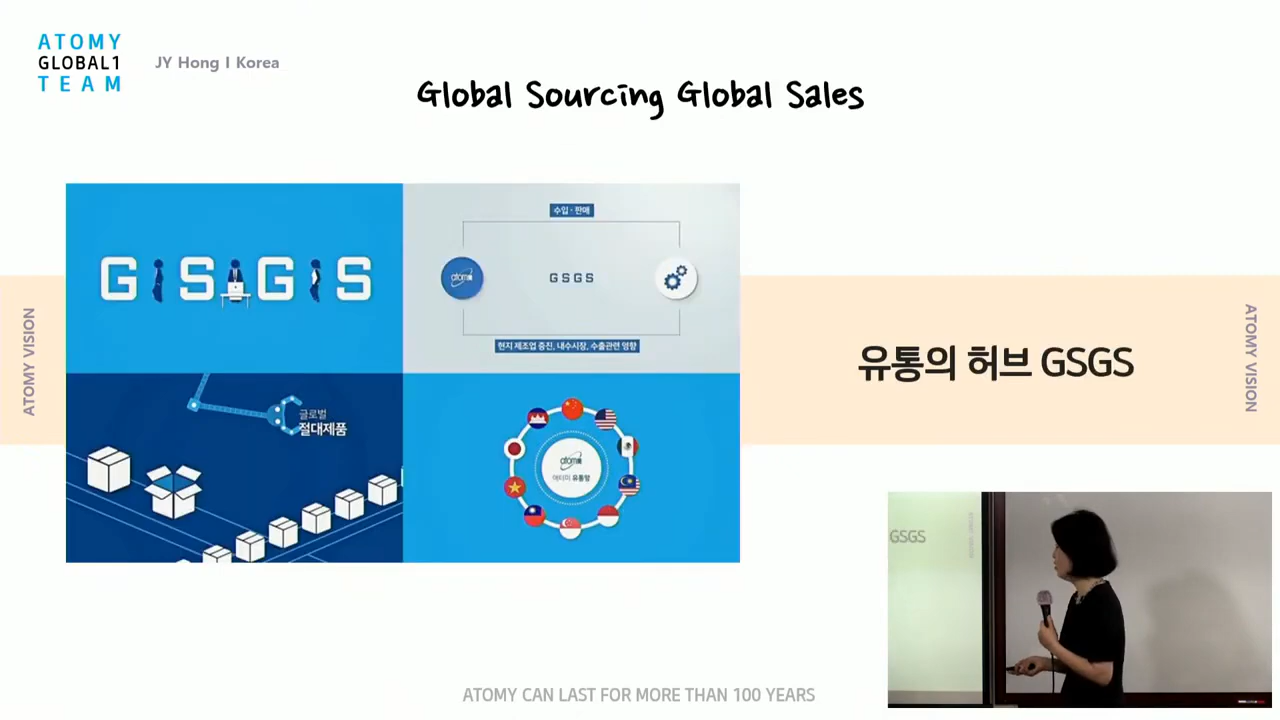 ATOMY
GLOBAL1
TEAM
JY Hong I Korea
Global Sourcing Global Sales
GSGS
수입 · 판매
atomi
GSGS
현지 제조업 증진, 내수시장, 수출관련 영향
글로벌
절대제품
atomi
애터미 유통망
ATOMY VISION
유통의 허브 GSGS
ATOMY VISION
GSGS
ATOMY CAN LAST FOR MORE THAN 100 YEARS